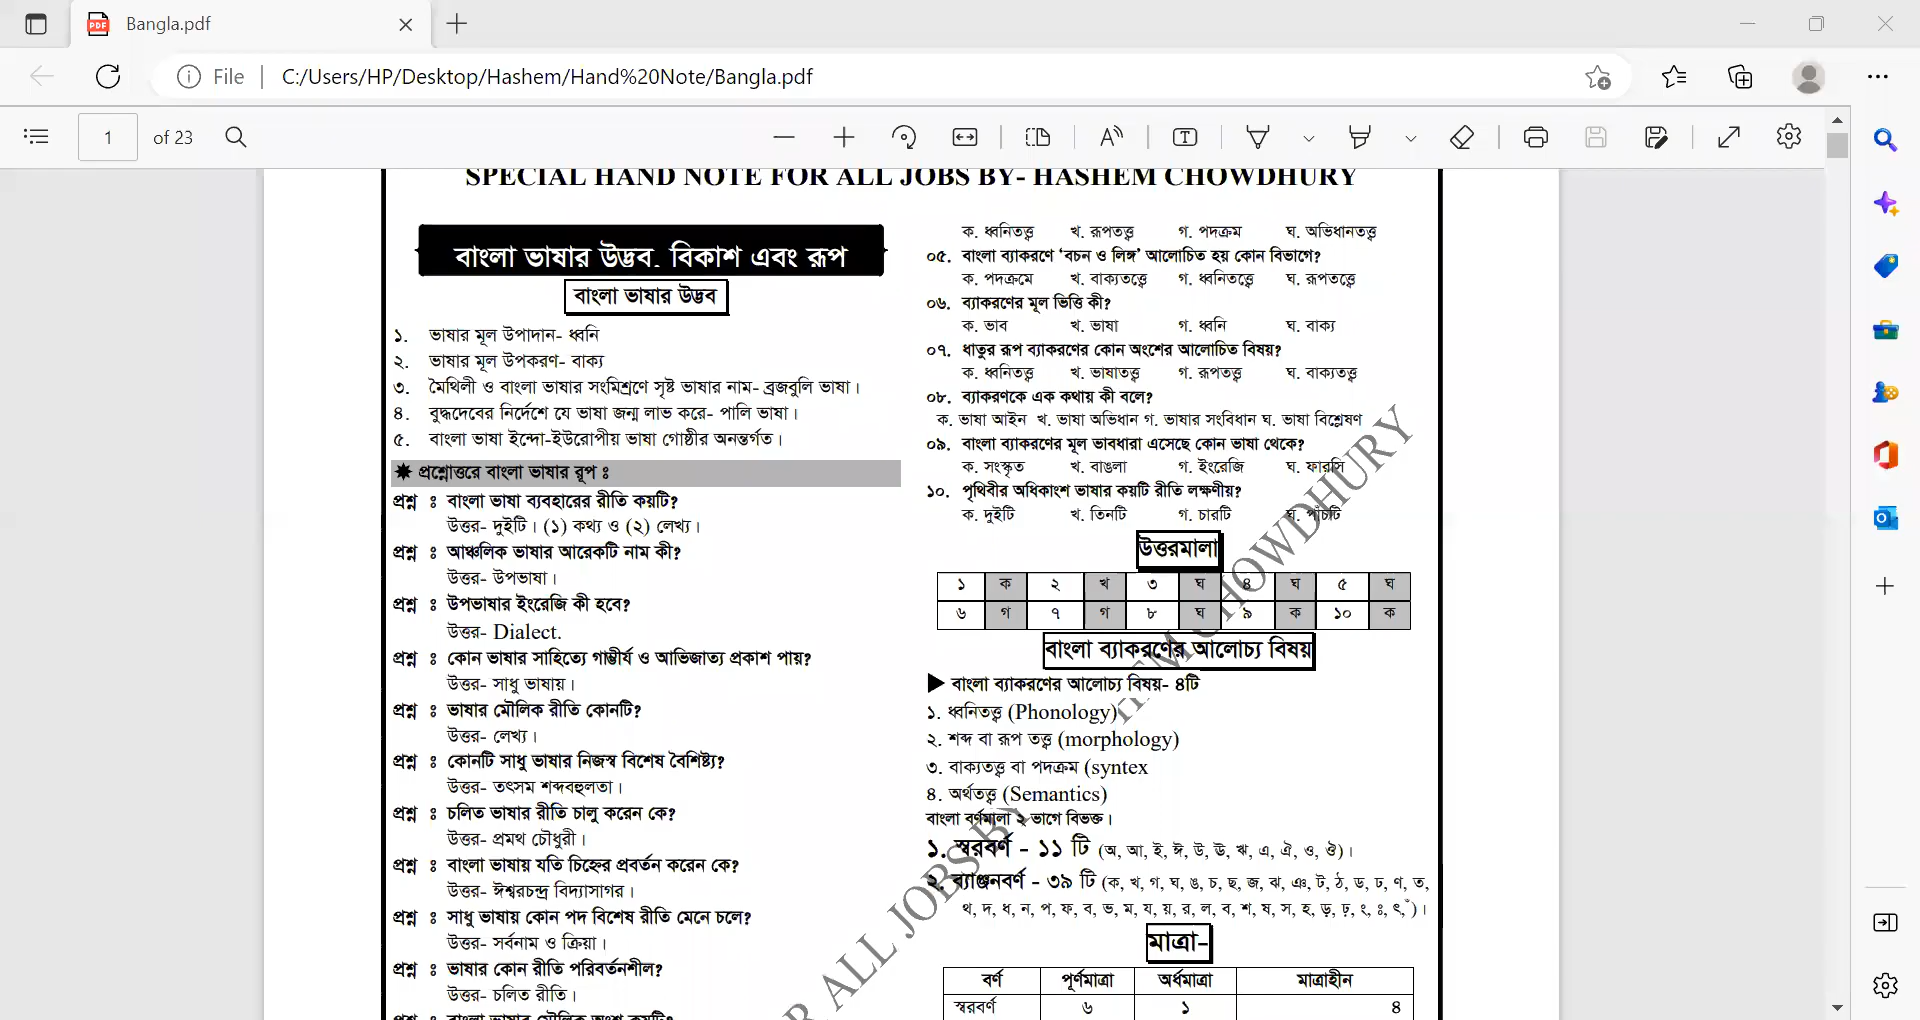 Bangla.pdf
File
C:/Users/HP/Desktop/Hashem/Hand%20Note/Bangla.pdf
1 of 23
SPECIAL HAND NOTE FOR ALL JOBS BY- HASHEM CHOWDHURY
বাংলা ভাষার উদ্ভব, বিকাশ এবং রূপ
বাংলা ভাষার উদ্ভব
১. ভাষার মূল উপাদান- ধ্বনি
২. ভাষার মূল উপকরণ- বাক্য
৩. মৈথিলী ও বাংলা ভাষার সংমিশ্রণে সৃষ্ট ভাষার নাম- ব্রজবুলি ভাষা।
৪. বুদ্ধদেবের নির্দেশে যে ভাষা জন্ম লাভ করে- পালি ভাষা।
৫. বাংলা ভাষা ইন্দো-ইউরোপীয় ভাষা গোষ্ঠীর অনন্তর্গত।
✸ প্রশ্নোত্তরে বাংলা ভাষার রূপ ঃ
প্রশ্ন ঃ বাংলা ভাষা ব্যবহারের রীতি কয়টি?
উত্তর- দুইটি। (১) কথ্য ও (২) লেখ্য।
প্রশ্ন ঃ আঞ্চলিক ভাষার আরেকটি নাম কী?
উত্তর- উপভাষা।
প্রশ্ন ঃ উপভাষার ইংরেজি কী হবে?
উত্তর- Dialect.
প্রশ্ন ঃ কোন ভাষার সাহিত্যে গাম্ভীর্য ও আভিজাত্য প্রকাশ পায়?
উত্তর- সাধু ভাষায়।
প্রশ্ন ঃ ভাষার মৌলিক রীতি কোনটি?
উত্তর- লেখ্য।
প্রশ্ন ঃ কোনটি সাধু ভাষার নিজস্ব বিশেষ বৈশিষ্ট্য?
উত্তর- তৎসম শব্দবহুলতা।
প্রশ্ন ঃ চলিত ভাষার রীতি চালু করেন কে?
উত্তর- প্রমথ চৌধুরী।
প্রশ্ন ঃ বাংলা ভাষায় যতি চিহ্নের প্রবর্তন করেন কে?
উত্তর- ঈশ্বরচন্দ্র বিদ্যাসাগর।
প্রশ্ন ঃ সাধু ভাষায় কোন পদ বিশেষ রীতি মেনে চলে?
উত্তর- সর্বনাম ও ক্রিয়া।
প্রশ্ন ঃ ভাষার কোন রীতি পরিবর্তনশীল?
উত্তর- চলিত রীতি।
প্রশ্ন ঃ বাংলা ভাষার মৌলিক অংশ কয়টি?
ক. ধ্বনিতত্ত্ব খ. রূপতত্ত্ব গ. পদক্রম ঘ. অভিধানতত্ত্ব
০৫. বাংলা ব্যাকরণে ‘বচন ও লিঙ্গ’ আলোচিত হয় কোন বিভাগে?
ক. পদক্রমে খ. বাক্যতত্ত্বে গ. ধ্বনিতত্ত্বে ঘ. রূপতত্ত্বে
০৬. ব্যাকরণের মূল ভিত্তি কী?
ক. ভাব খ. ভাষা গ. ধ্বনি ঘ. বাক্য
০৭. ধাতুর রূপ ব্যাকরণের কোন অংশের আলোচিত বিষয়?
ক. ধ্বনিতত্ত্ব খ. ভাষাতত্ত্ব গ. রূপতত্ত্ব ঘ. বাক্যতত্ত্ব
০৮. ব্যাকরণকে এক কথায় কী বলে?
ক. ভাষা আইন খ. ভাষা অভিধান গ. ভাষার সংবিধান ঘ. ভাষা বিশ্লেষণ
০৯. বাংলা ব্যাকরণের মূল ভাবধারা এসেছে কোন ভাষা থেকে?
ক. সংস্কৃত খ. বাঙলা গ. ইংরেজি ঘ. ফারসি
১০. পৃথিবীর অধিকাংশ ভাষার কয়টি রীতি লক্ষণীয়?
ক. দুইটি খ. তিনটি গ. চারটি ঘ. পাঁচটি
উত্তরমালা
১ ক ২ খ ৩ ঘ ৪ ঘ ৫ ঘ
৬ গ ৭ গ ৮ ঘ ৯ ক ১০ ক
বাংলা ব্যাকরণের আলোচ্য বিষয়
▶ বাংলা ব্যাকরণের আলোচ্য বিষয়- ৪টি
১. ধ্বনিতত্ত্ব (Phonology)
২. শব্দ বা রূপ তত্ত্ব (morphology)
৩. বাক্যতত্ত্ব বা পদক্রম (syntex
৪. অর্থতত্ত্ব (Semantics)
বাংলা বর্ণমালা ২ ভাগে বিভক্ত।
১. স্বরবর্ণ - ১১ টি (অ, আ, ই, ঈ, উ, ঊ, ঋ, এ, ঐ, ও, ঔ)।
২. ব্যাঞ্জনবর্ণ - ৩৯ টি (ক, খ, গ, ঘ, ঙ, চ, ছ, জ, ঝ, ঞ, ট, ঠ, ড, ঢ, ণ, ত,
থ, দ, ধ, ন, প, ফ, ব, ভ, ম, য, য়, র, ল, ব, শ, ষ, স, হ, ড়, ঢ়, ং, ঃ, ৎ, ঁ)।
মাত্রা-
বর্ণ পূর্ণমাত্রা অর্ধমাত্রা মাত্রাহীন
স্বরবর্ণ ৬ ১ ৪
R ALL JOBS BY HEM CHOWDHURY